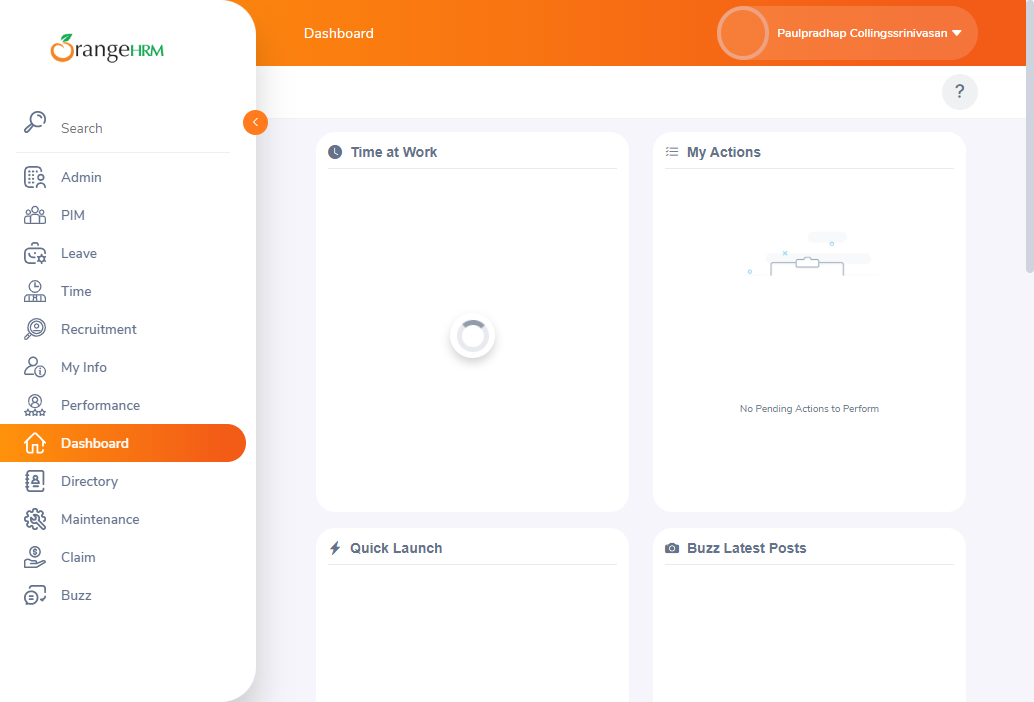 OrangeHRM
Dashboard
Paulpradhap Collingssrinivasan
?
Search
Admin
PIM
Leave
Time
Recruitment
My Info
Performance
Dashboard
Directory
Maintenance
Claim
Buzz
Time at Work
My Actions
No Pending Actions to Perform
Quick Launch
Buzz Latest Posts